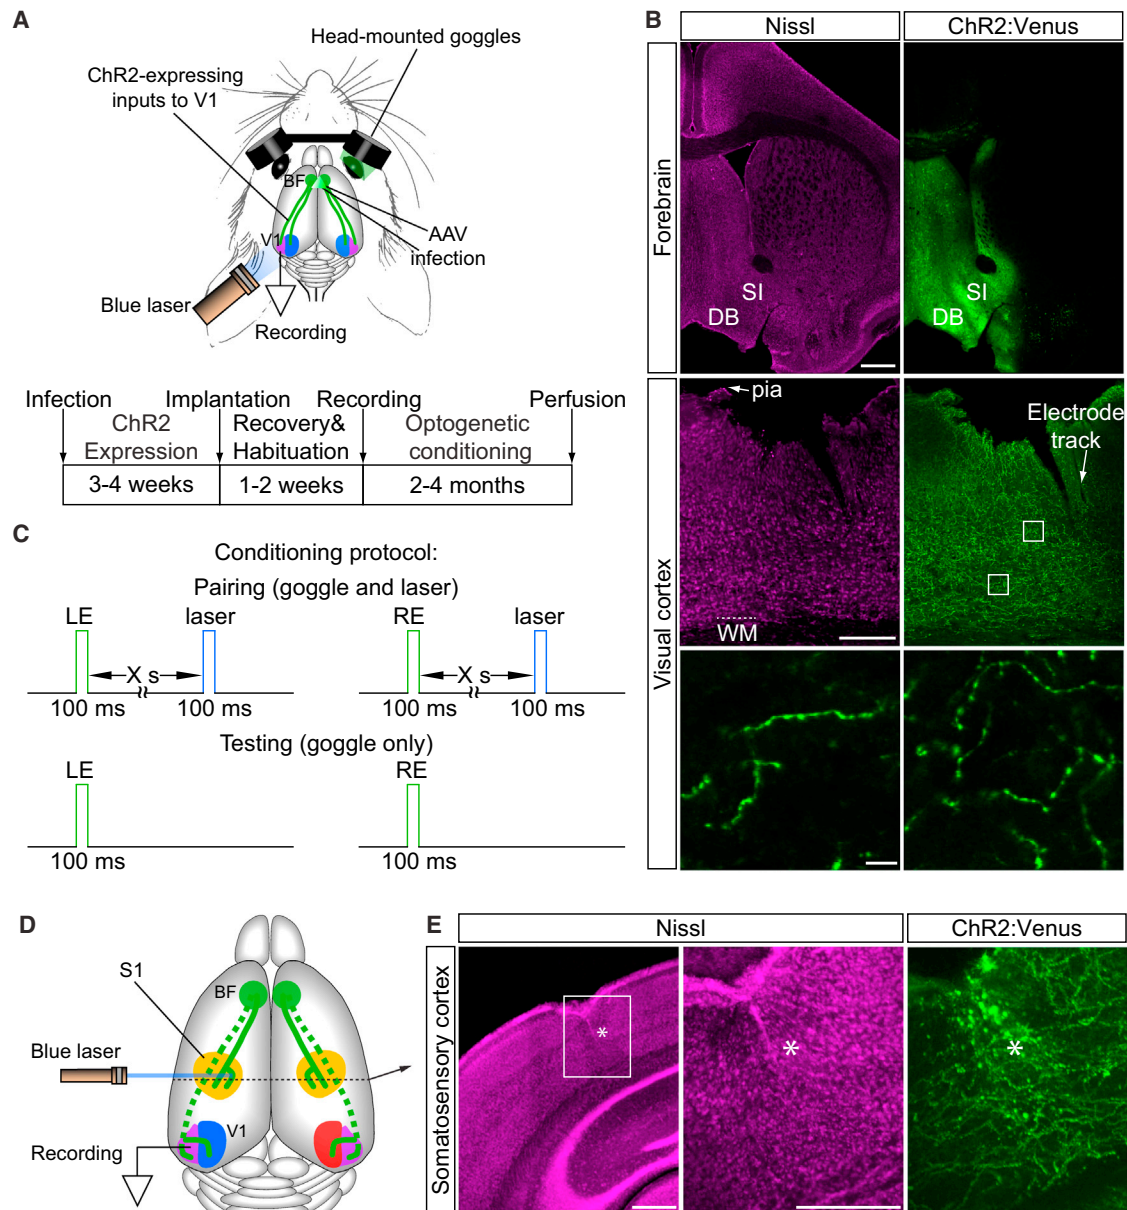 A
Head-mounted goggles
ChR2-expressing
inputs to V1
BF
V1
AAV
infection
Blue laser
Recording
Infection
Implantation
Recording
Perfusion
ChR2
Expression
Recovery&
Habituation
Optogenetic
conditioning
3-4 weeks
1-2 weeks
2-4 months
B
Nissl
ChR2:Venus
Forebrain
SI
DB
SI
DB
Visual cortex
pia
WM
Electrode
track
C
Conditioning protocol:
Pairing (goggle and laser)
LE
laser
RE
laser
X s
X s
100 ms
100 ms
100 ms
100 ms
Testing (goggle only)
LE
RE
100 ms
100 ms
D
S1
BF
Blue laser
V1
Recording
E
Nissl
ChR2:Venus
Somatosensory cortex
*
*
*